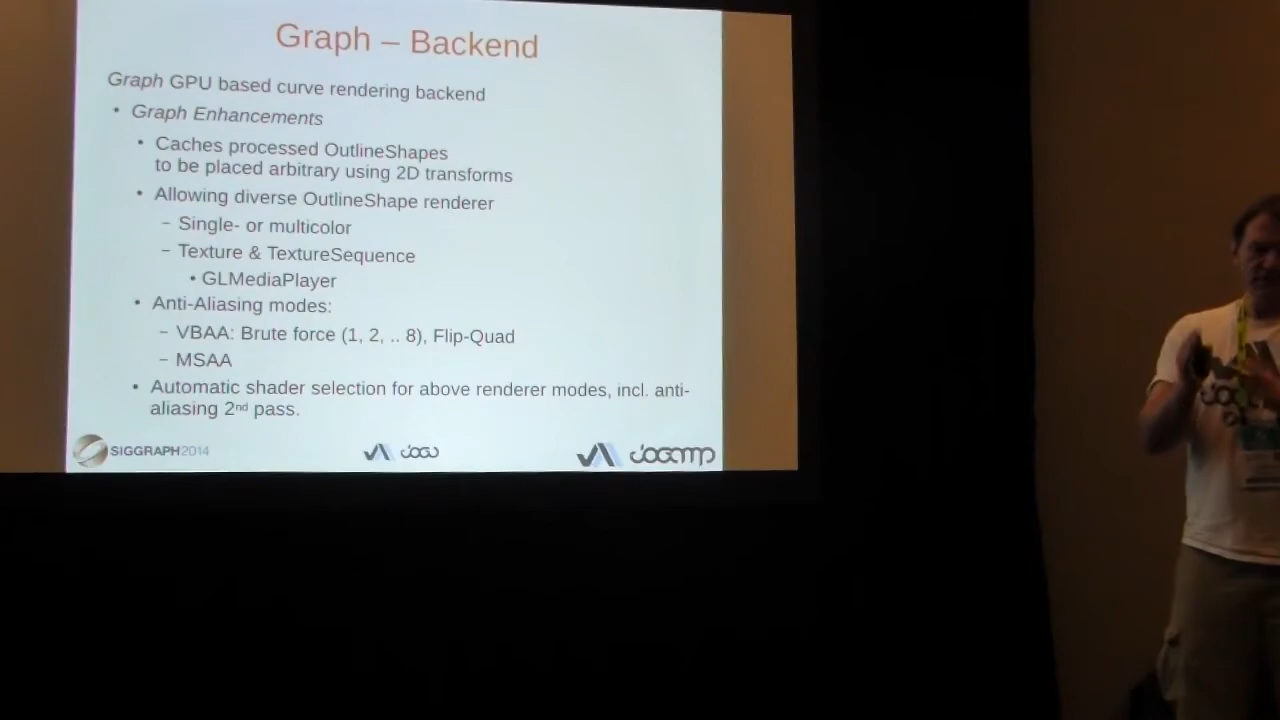 Graph – Backend
Graph GPU based curve rendering backend
• Graph Enhancements
• Caches processed OutlineShapes
to be placed arbitrary using 2D transforms
• Allowing diverse OutlineShape renderer
– Single- or multicolor
– Texture & TextureSequence
• GLMediaPlayer
• Anti-Aliasing modes:
– VBAA: Brute force (1, 2, .. 8), Flip-Quad
– MSAA
• Automatic shader selection for above renderer modes, incl. anti-
aliasing 2nd pass.
SIGGRAPH2014 JOGL JogAmp